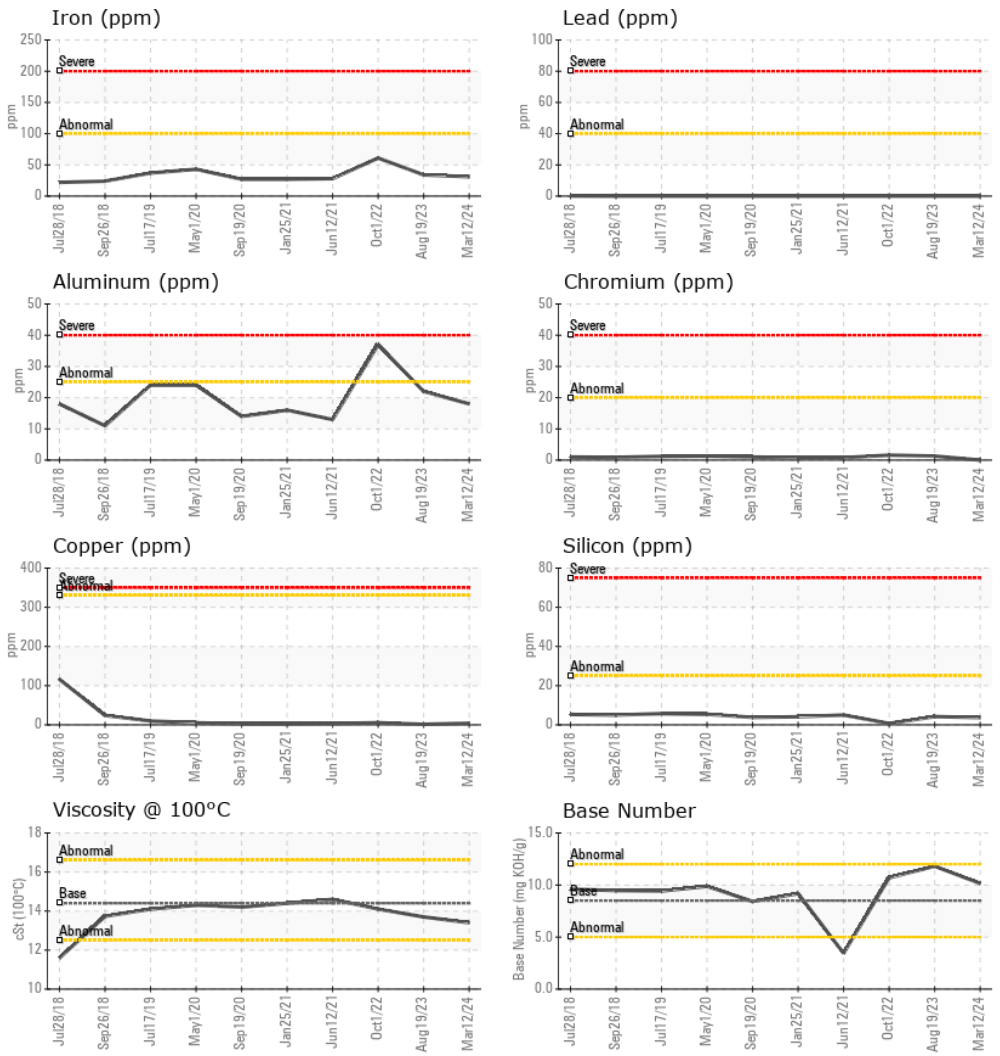 Iron (ppm)
250
200
150
100
50
0
ppm
Severe
Abnormal
Jul28/18
Sep26/18
Jul17/19
May1/20
Sep19/20
Jan25/21
Jun12/21
Oct1/22
Aug19/23
Mar12/24
Lead (ppm)
100
80
60
40
20
0
ppm
Severe
Abnormal
Jul28/18
Sep26/18
Jul17/19
May1/20
Sep19/20
Jan25/21
Jun12/21
Oct1/22
Aug19/23
Mar12/24
Aluminum (ppm)
50
40
30
20
10
0
ppm
Severe
Abnormal
Jul28/18
Sep26/18
Jul17/19
May1/20
Sep19/20
Jan25/21
Jun12/21
Oct1/22
Aug19/23
Mar12/24
Chromium (ppm)
50
40
30
20
10
0
ppm
Severe
Abnormal
Jul28/18
Sep26/18
Jul17/19
May1/20
Sep19/20
Jan25/21
Jun12/21
Oct1/22
Aug19/23
Mar12/24
Copper (ppm)
400
300
200
100
0
ppm
Severe
Abnormal
Jul28/18
Sep26/18
Jul17/19
May1/20
Sep19/20
Jan25/21
Jun12/21
Oct1/22
Aug19/23
Mar12/24
Silicon (ppm)
80
60
40
20
0
ppm
Severe
Abnormal
Jul28/18
Sep26/18
Jul17/19
May1/20
Sep19/20
Jan25/21
Jun12/21
Oct1/22
Aug19/23
Mar12/24
Viscosity @ 100°C
18
16
14
12
10
cSt (100°C)
Abnormal
Base
Abnormal
Jul28/18
Sep26/18
Jul17/19
May1/20
Sep19/20
Jan25/21
Jun12/21
Oct1/22
Aug19/23
Mar12/24
Base Number
15.0
10.0
5.0
0.0
Base Number (mg KOH/g)
Abnormal
Base
Abnormal
Jul28/18
Sep26/18
Jul17/19
May1/20
Sep19/20
Jan25/21
Jun12/21
Oct1/22
Aug19/23
Mar12/24